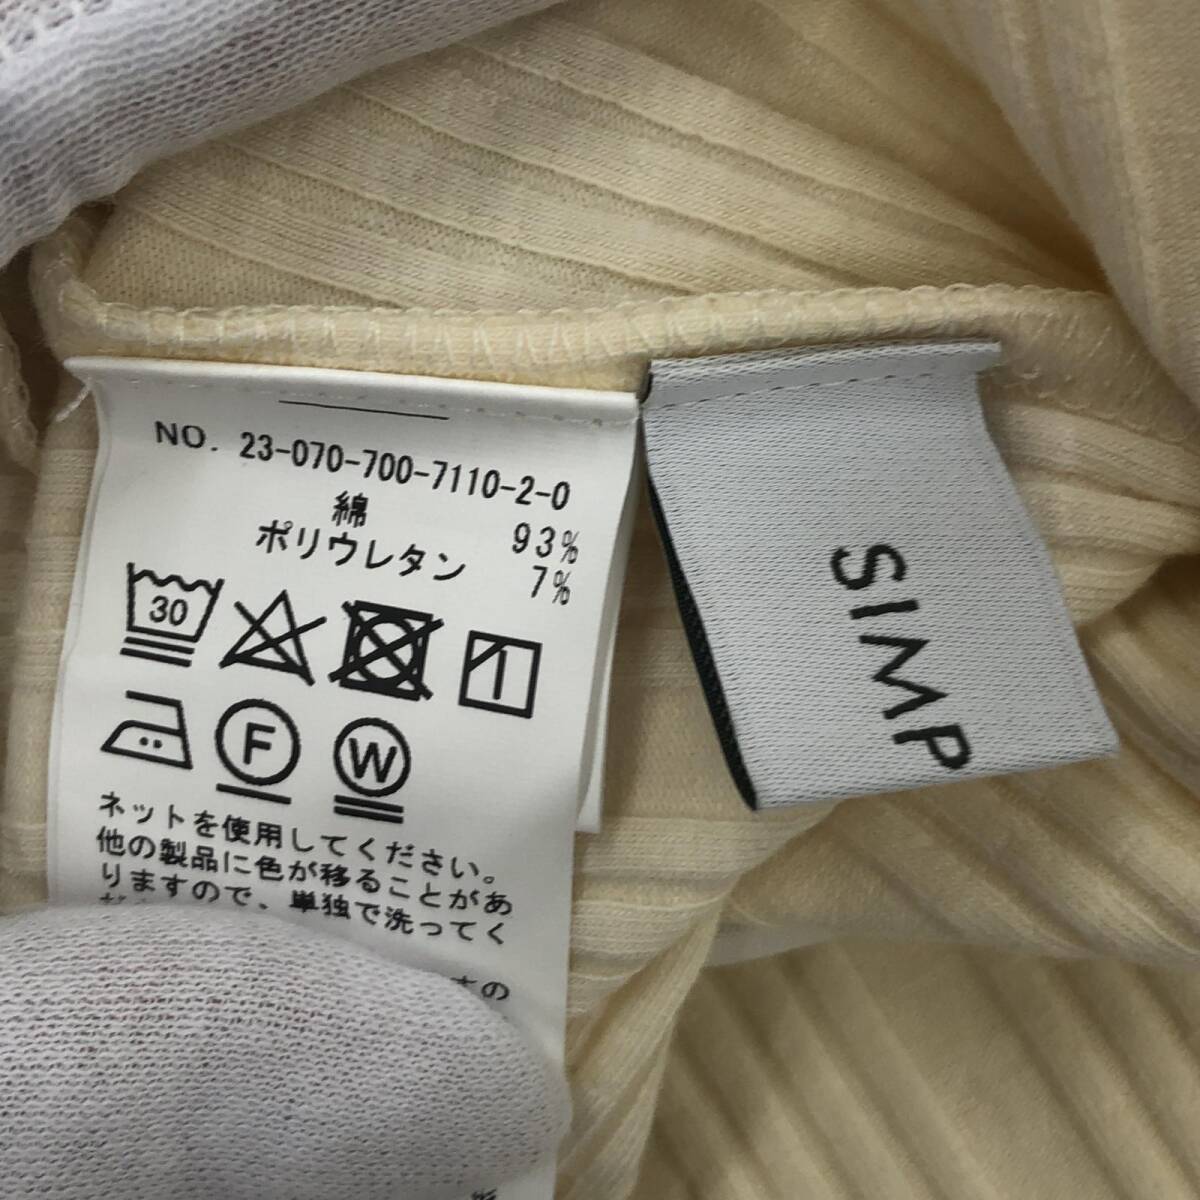 NO. 23-070-700-7110-2-0
綿 93%
ポリウレタン 7%
30
F
W
ネットを使用してください。
他の製品に色が移ることがあ
りますので、単独で洗ってく
の
SIMP